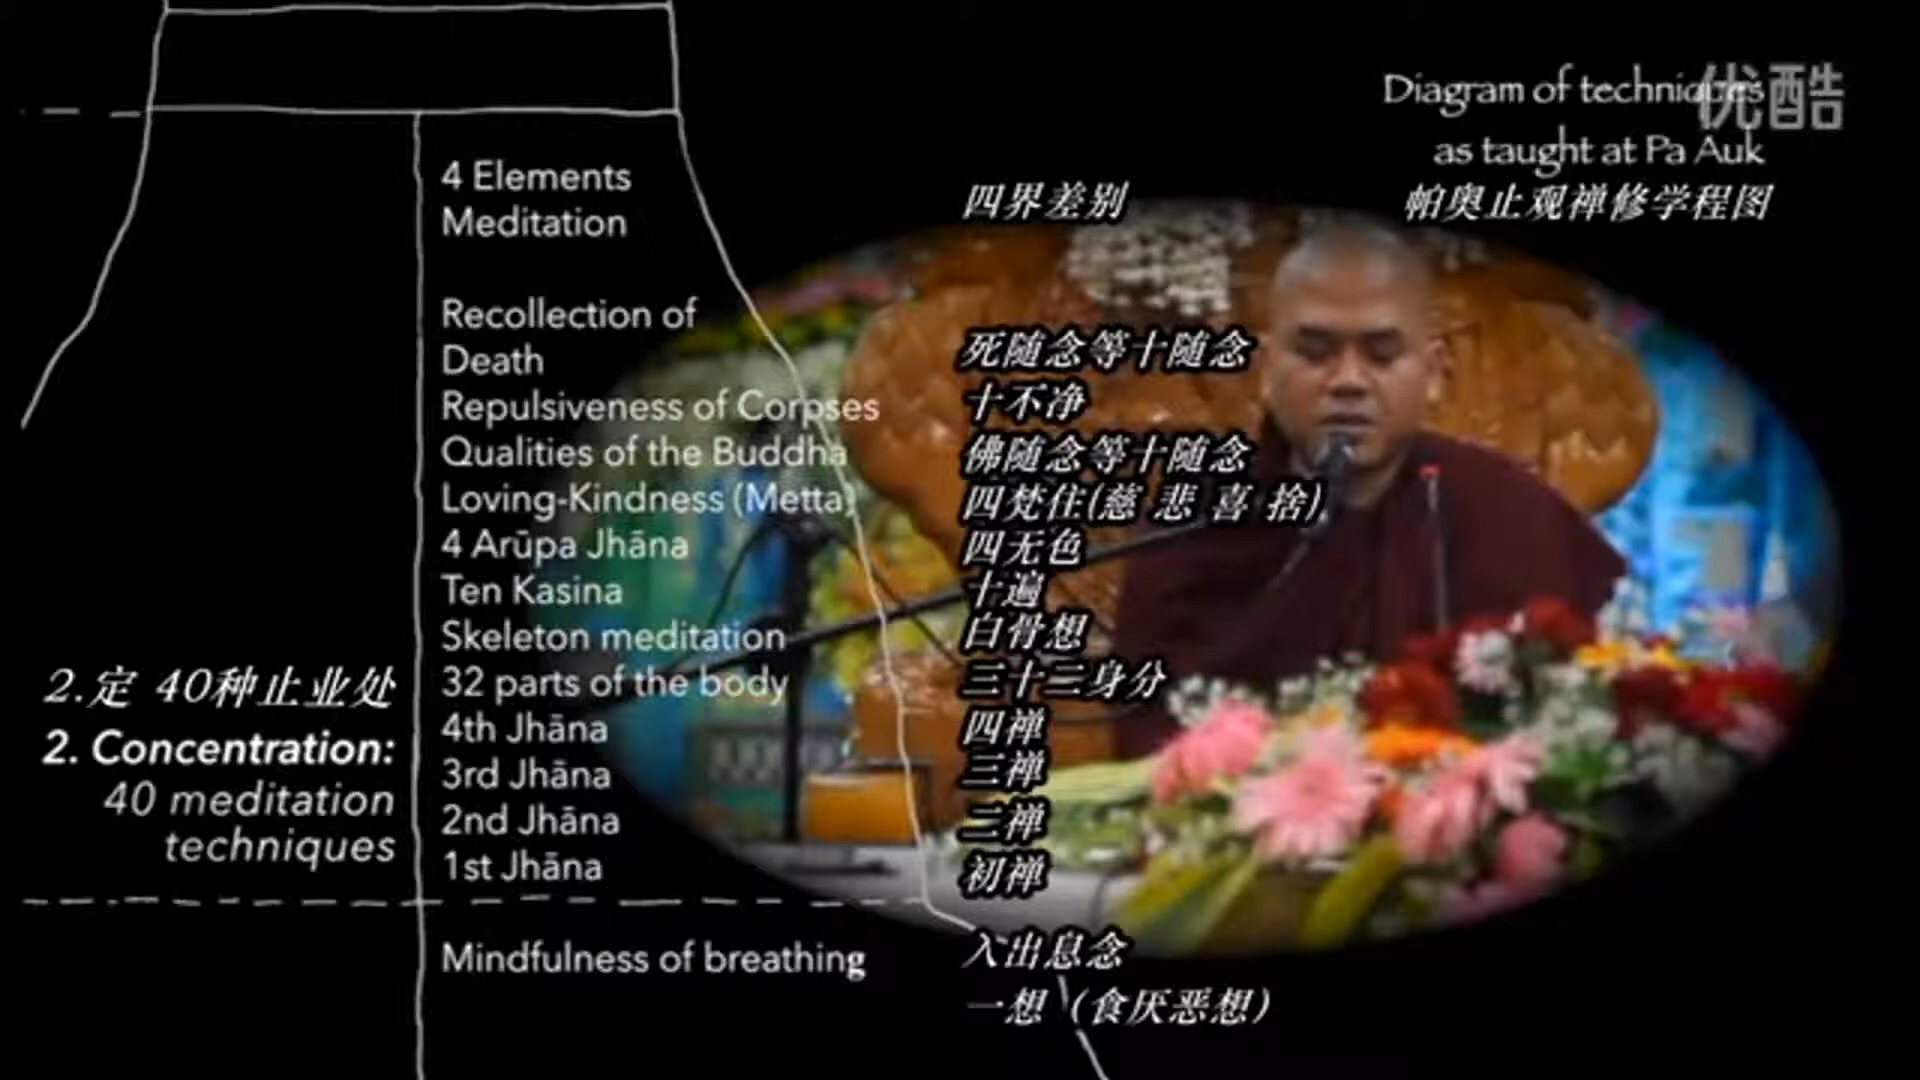 Diagram of techniques
优酷
as taught at Pa Auk
帕奥止观禅修学程图
4 Elements
Meditation
四界差别
Recollection of
Death
死随念等十随念
Repulsiveness of Corpses
十不净
Qualities of the Buddha
佛随念等十随念
Loving-Kindness (Metta)
四梵住(慈 悲 喜 捨)
4 Arūpa Jhāna
四无色
Ten Kasina
十遍
Skeleton meditation
白骨想
32 parts of the body
三十二身分
4th Jhāna
四禅
3rd Jhāna
三禅
2nd Jhāna
二禅
1st Jhāna
初禅
2.定 40种止业处
2. Concentration:
40 meditation
techniques
Mindfulness of breathing
入出息念
一想（食厌恶想）